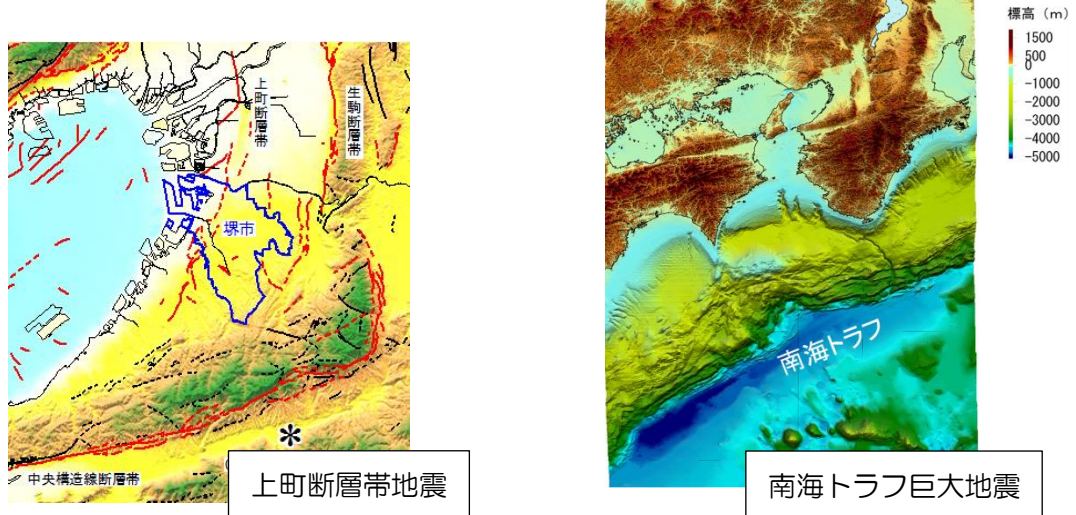 上町断層帯
生駒断層帯
堺市
中央構造線断層帯
*
上町断層帯地震
標高 (m)
1500
500
0
-1000
-2000
-3000
-4000
-5000
南海トラフ
南海トラフ巨大地震